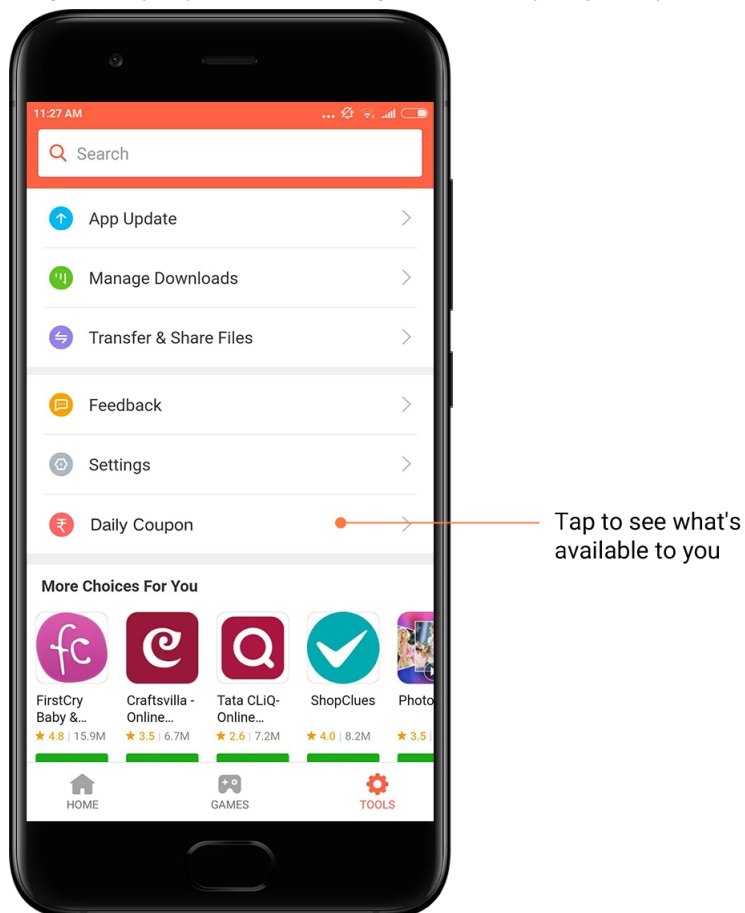 11:27 AM
Search
App Update
Manage Downloads
Transfer & Share Files
Feedback
Settings
Daily Coupon
Tap to see what's
available to you
More Choices For You
fc
FirstCry
Baby &...
★ 4.8 | 15.9M
Craftsvilla -
Online...
★ 3.5 | 6.7M
Tata CLiQ-
Online...
★ 2.6 | 7.2M
ShopClues
★ 4.0 | 8.2M
Photo
★ 3.5 |
HOME
GAMES
TOOLS